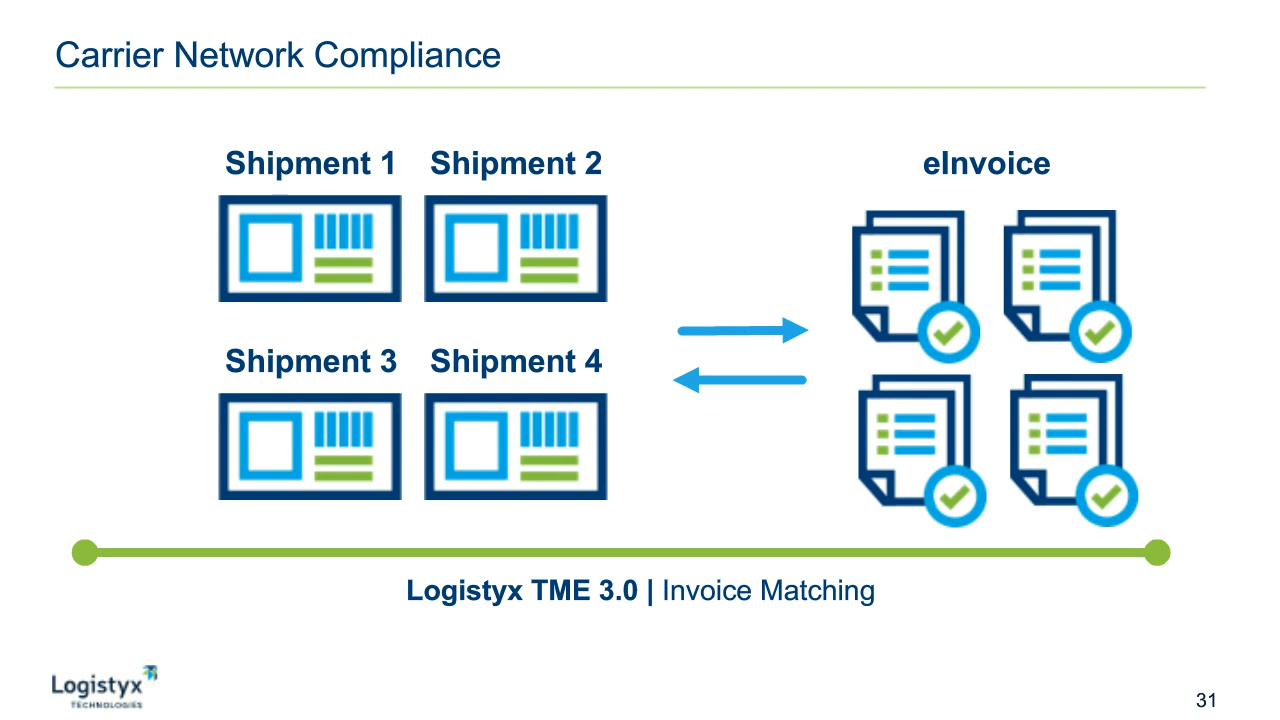 Carrier Network Compliance
Shipment 1 Shipment 2 eInvoice
Shipment 3 Shipment 4
Logistyx TME 3.0 | Invoice Matching
Logistyx
TECHNOLOGIES
31